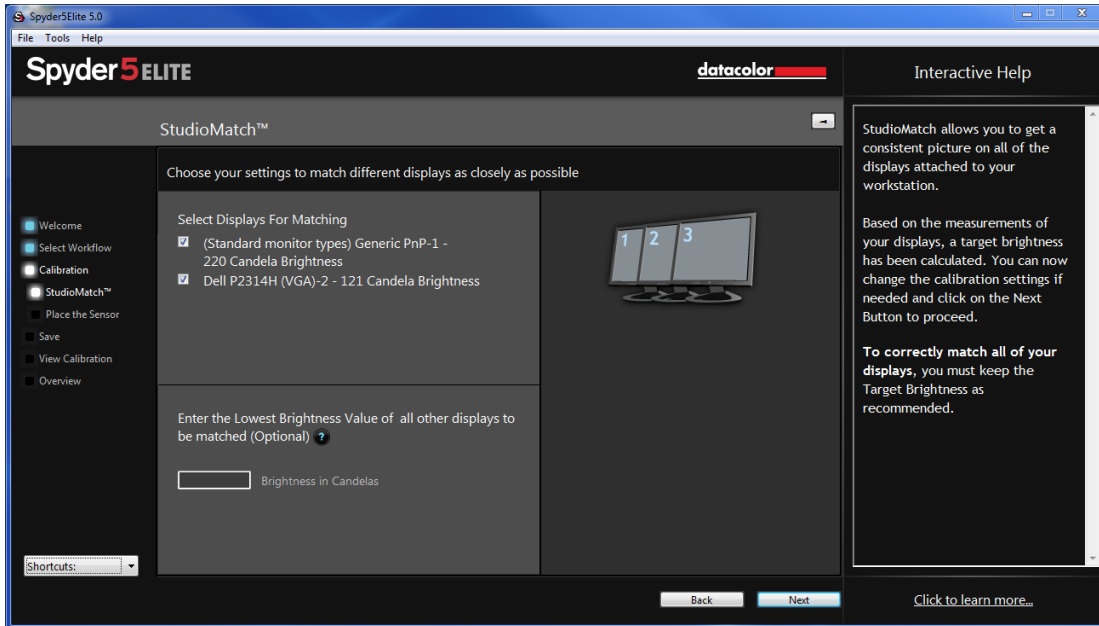 Spyder5Elite 5.0
File Tools Help
Spyder5ELITE
datacolor
Interactive Help
StudioMatch™
Choose your settings to match different displays as closely as possible
Welcome
Select Workflow
Calibration
StudioMatch™
Place the Sensor
Save
View Calibration
Overview
Shortcuts:
Select Displays For Matching
(Standard monitor types) Generic PnP-1 -
220 Candela Brightness
Dell P2314H (VGA)-2 - 121 Candela Brightness
1 2 3
Enter the Lowest Brightness Value of all other displays to
be matched (Optional) ?
Brightness in Candelas
Back Next
StudioMatch allows you to get a
consistent picture on all of the
displays attached to your
workstation.
Based on the measurements of
your displays, a target brightness
has been calculated. You can now
change the calibration settings if
needed and click on the Next
Button to proceed.
To correctly match all of your
displays, you must keep the
Target Brightness as
recommended.
Click to learn more...